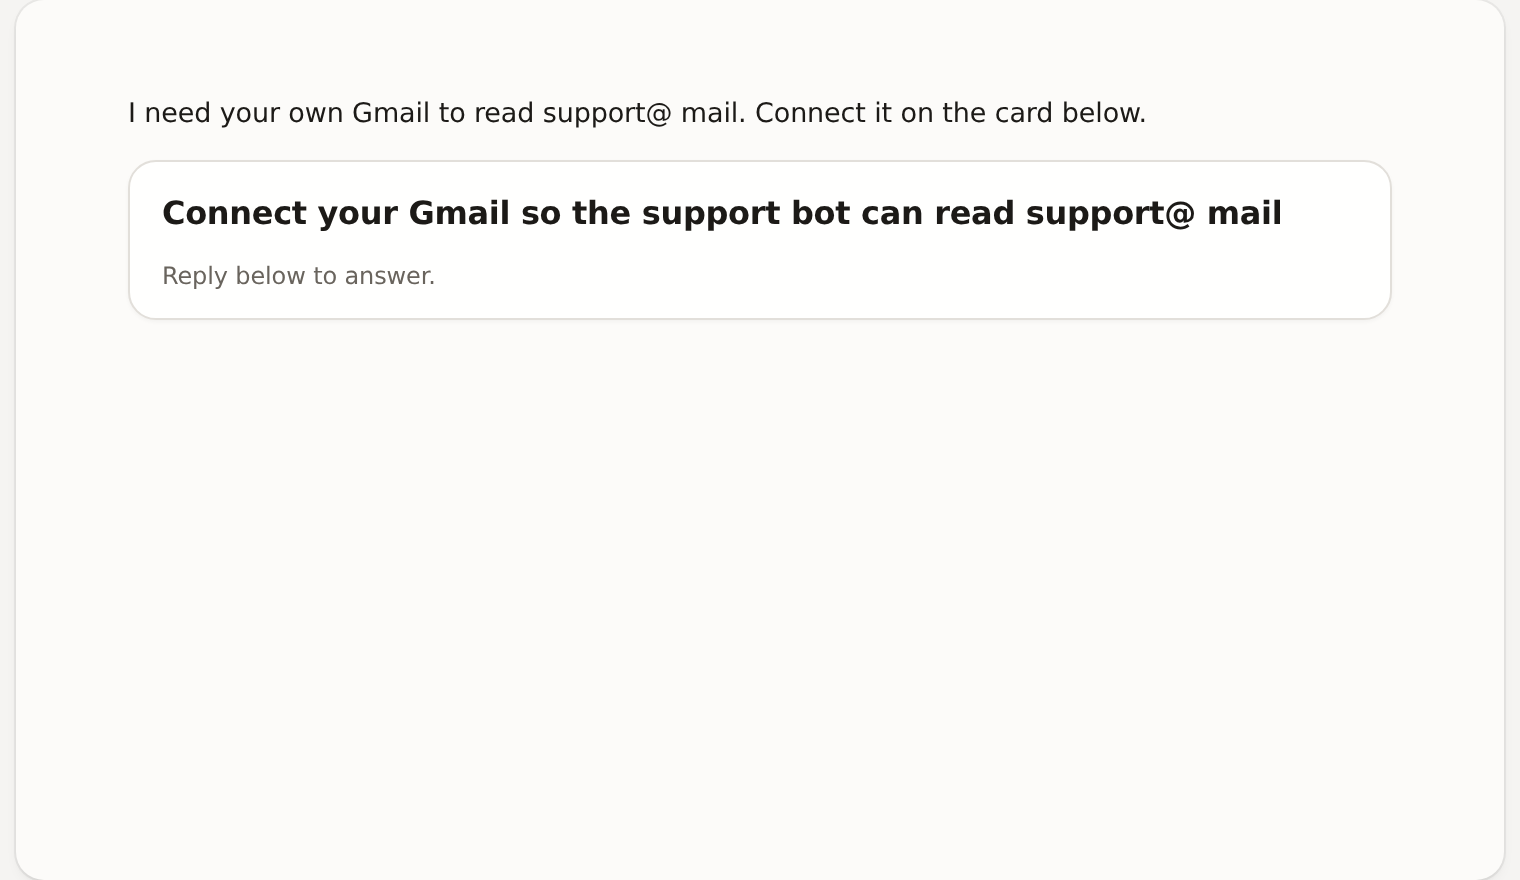 I need your own Gmail to read support@ mail. Connect it on the card below.
Connect your Gmail so the support bot can read support@ mail
Reply below to answer.